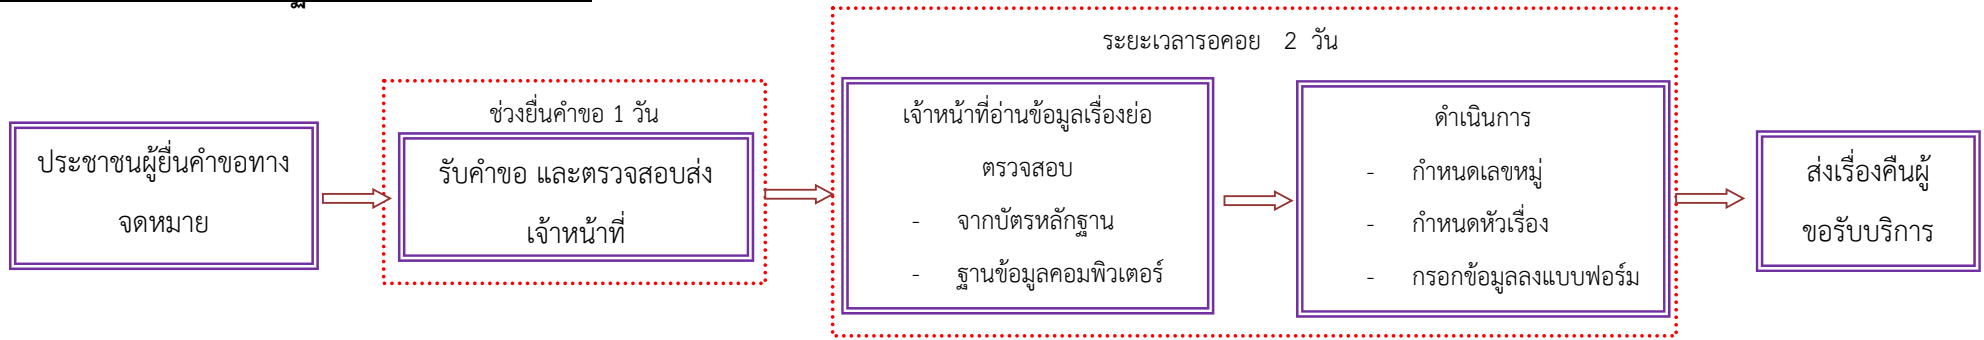 ประชาชนผู้ยื่นคำขอทาง
จดหมาย
ช่วงยื่นคำขอ 1 วัน
รับคำขอ และตรวจสอบส่ง
เจ้าหน้าที่
ระยะเวลารอคอย 2 วัน
เจ้าหน้าที่อ่านข้อมูลเรื่องย่อ
ตรวจสอบ
- จากบัตรหลักฐาน
- ฐานข้อมูลคอมพิวเตอร์
ดำเนินการ
- กำหนดเลขหมู่
- กำหนดหัวเรื่อง
- กรอกข้อมูลลงแบบฟอร์ม
ส่งเรื่องคืนผู้
ขอรับบริการ